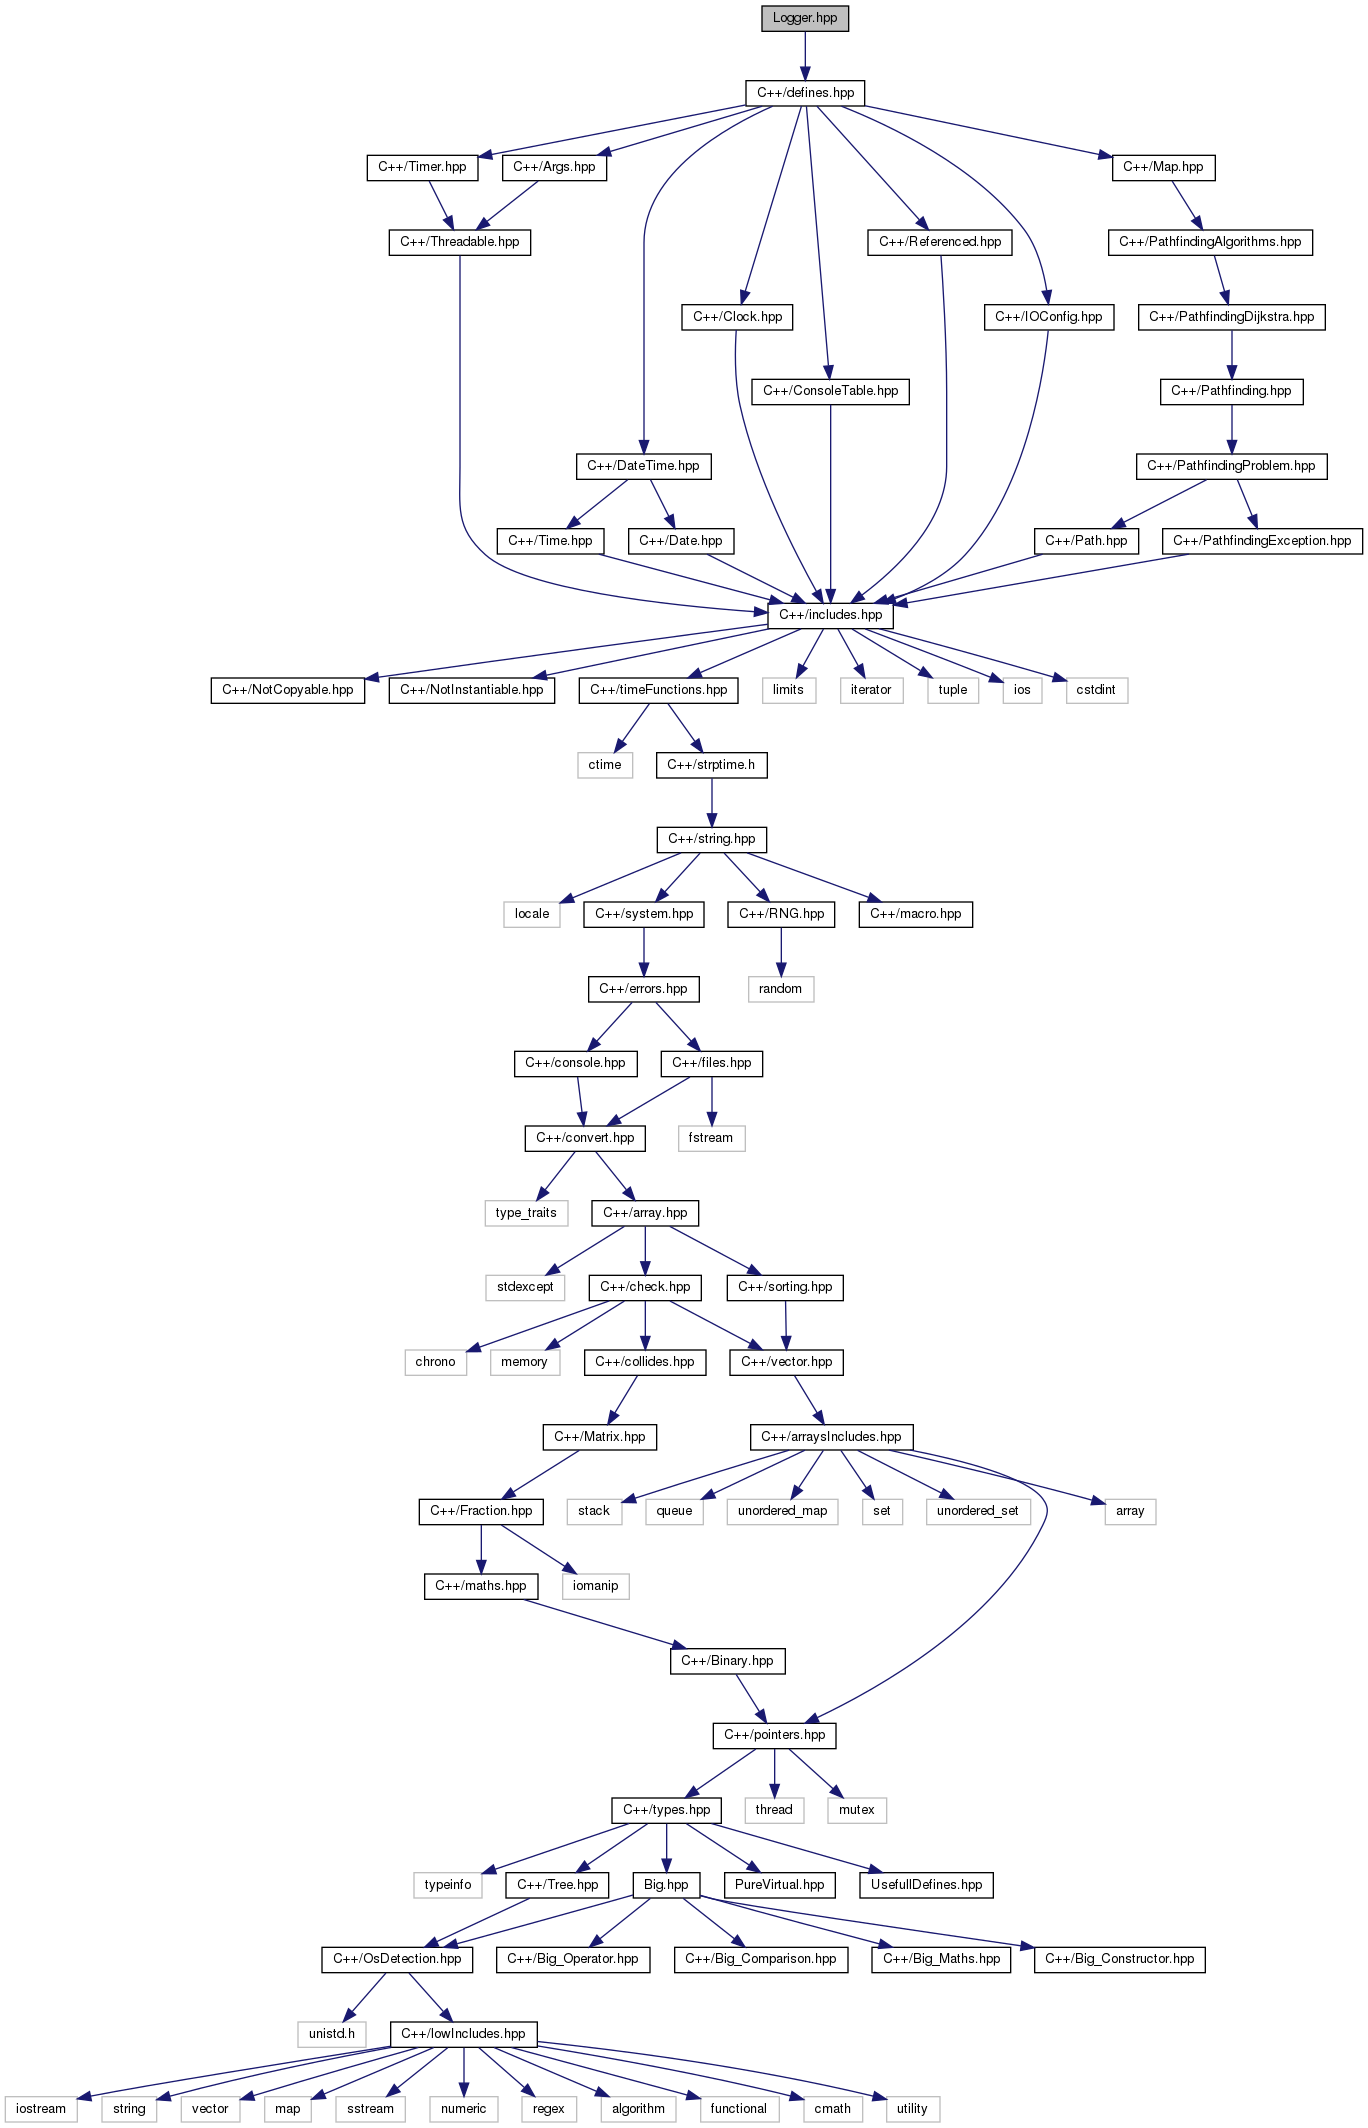 Logger.hpp
C++/defines.hpp
C++/Timer.hpp
C++/Args.hpp
C++/Map.hpp
C++/Threadable.hpp
C++/Referenced.hpp
C++/PathfindingAlgorithms.hpp
C++/Clock.hpp
C++/IOConfig.hpp
C++/PathfindingDijkstra.hpp
C++/ConsoleTable.hpp
C++/Pathfinding.hpp
C++/DateTime.hpp
C++/PathfindingProblem.hpp
C++/Time.hpp
C++/Date.hpp
C++/Path.hpp
C++/PathfindingException.hpp
C++/includes.hpp
C++/NotCopyable.hpp
C++/NotInstantiable.hpp
C++/timeFunctions.hpp
limits
iterator
tuple
ios
cstdint
ctime
C++/strptime.h
C++/string.hpp
locale
C++/system.hpp
C++/RNG.hpp
C++/macro.hpp
C++/errors.hpp
random
C++/console.hpp
C++/files.hpp
C++/convert.hpp
fstream
type_traits
C++/array.hpp
stdexcept
C++/check.hpp
C++/sorting.hpp
chrono
memory
C++/collides.hpp
C++/vector.hpp
C++/Matrix.hpp
C++/arraysIncludes.hpp
C++/Fraction.hpp
stack
queue
unordered_map
set
unordered_set
array
C++/maths.hpp
iomanip
C++/Binary.hpp
C++/pointers.hpp
C++/types.hpp
thread
mutex
typeinfo
C++/Tree.hpp
Big.hpp
PureVirtual.hpp
UsefullDefines.hpp
C++/OsDetection.hpp
C++/Big_Operator.hpp
C++/Big_Comparison.hpp
C++/Big_Maths.hpp
C++/Big_Constructor.hpp
unistd.h
C++/lowIncludes.hpp
iostream
string
vector
map
sstream
numeric
regex
algorithm
functional
cmath
utility